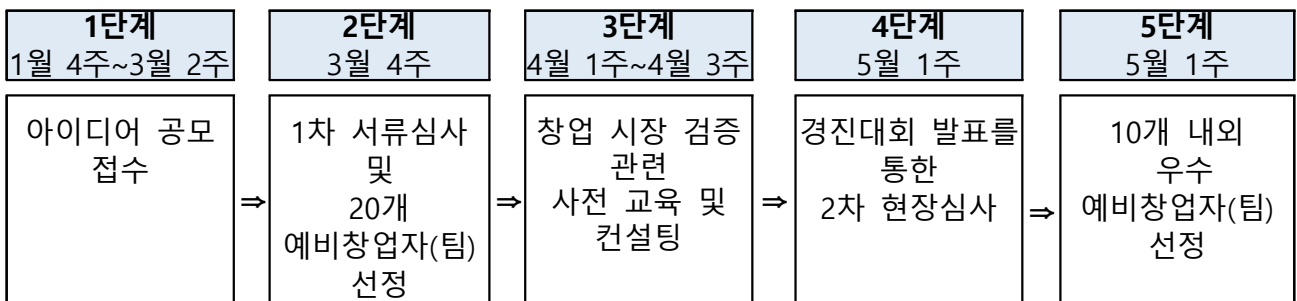 1단계
1월 4주~3월 2주
2단계
3월 4주
3단계
4월 1주~4월 3주
4단계
5월 1주
5단계
5월 1주
아이디어 공모
접수
⇒
1차 서류심사
및
20개
예비창업자(팀)
선정
⇒
창업 시장 검증
관련
사전 교육 및
컨설팅
⇒
경진대회 발표를
통한
2차 현장심사
⇒
10개 내외
우수
예비창업자(팀)
선정